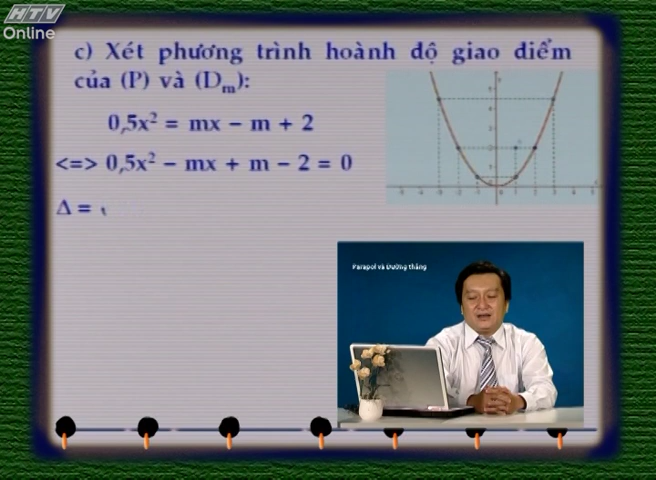 HTV
Online
c) Xét phương trình hoành độ giao điểm
của (P) và (Dm):
0,5x² = mx – m + 2
<=> 0,5x² – mx + m – 2 = 0
Δ =
Parapol và Đường thẳng